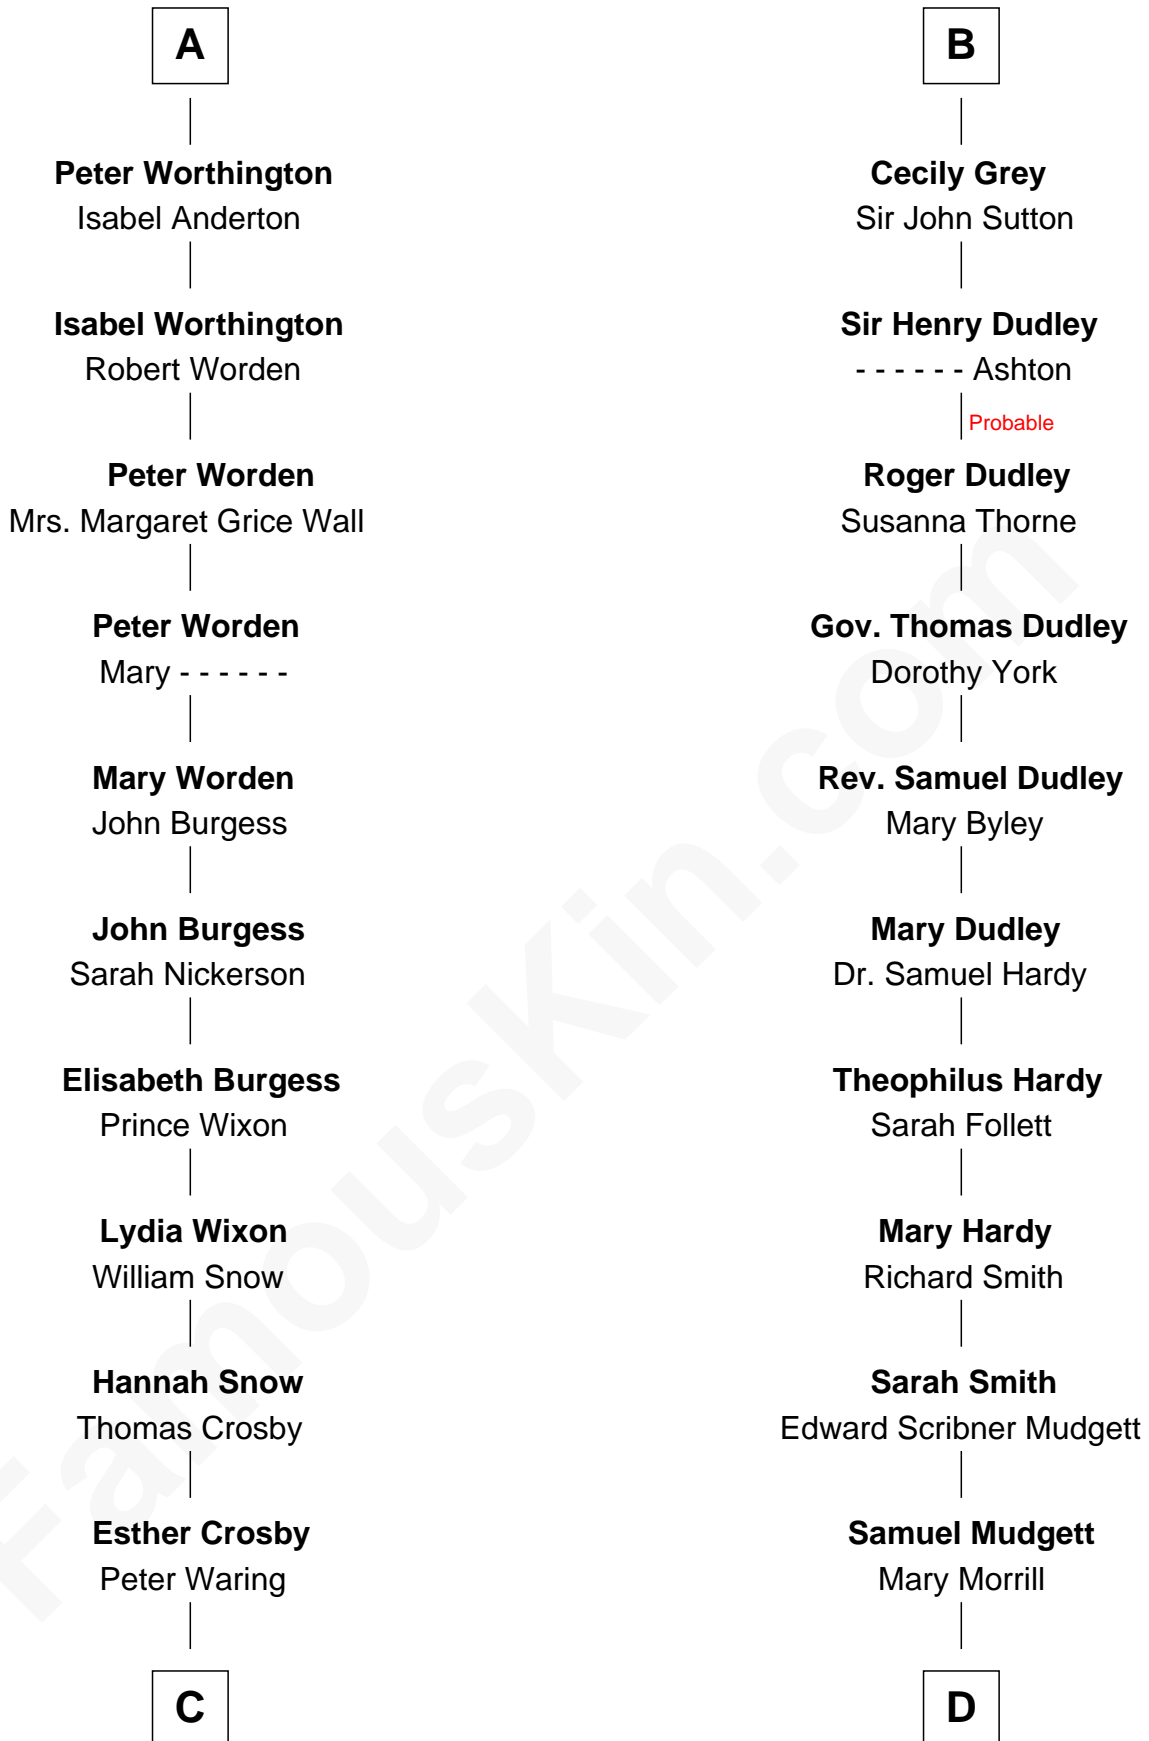 A
Peter Worthington
Isabel Anderton
Isabel Worthington
Robert Worden
Peter Worden
Mrs. Margaret Grice Wall
Peter Worden
Mary - - - - - -
Mary Worden
John Burgess
John Burgess
Sarah Nickerson
Elisabeth Burgess
Prince Wixon
Lydia Wixon
William Snow
Hannah Snow
Thomas Crosby
Esther Crosby
Peter Waring
C
B
Cecily Grey
Sir John Sutton
Sir Henry Dudley
- - - - - - Ashton
Probable
Roger Dudley
Susanna Thorne
Gov. Thomas Dudley
Dorothy York
Rev. Samuel Dudley
Mary Byley
Mary Dudley
Dr. Samuel Hardy
Theophilus Hardy
Sarah Follett
Mary Hardy
Richard Smith
Sarah Smith
Edward Scribner Mudgett
Samuel Mudgett
Mary Morrill
D
FamousKin.com